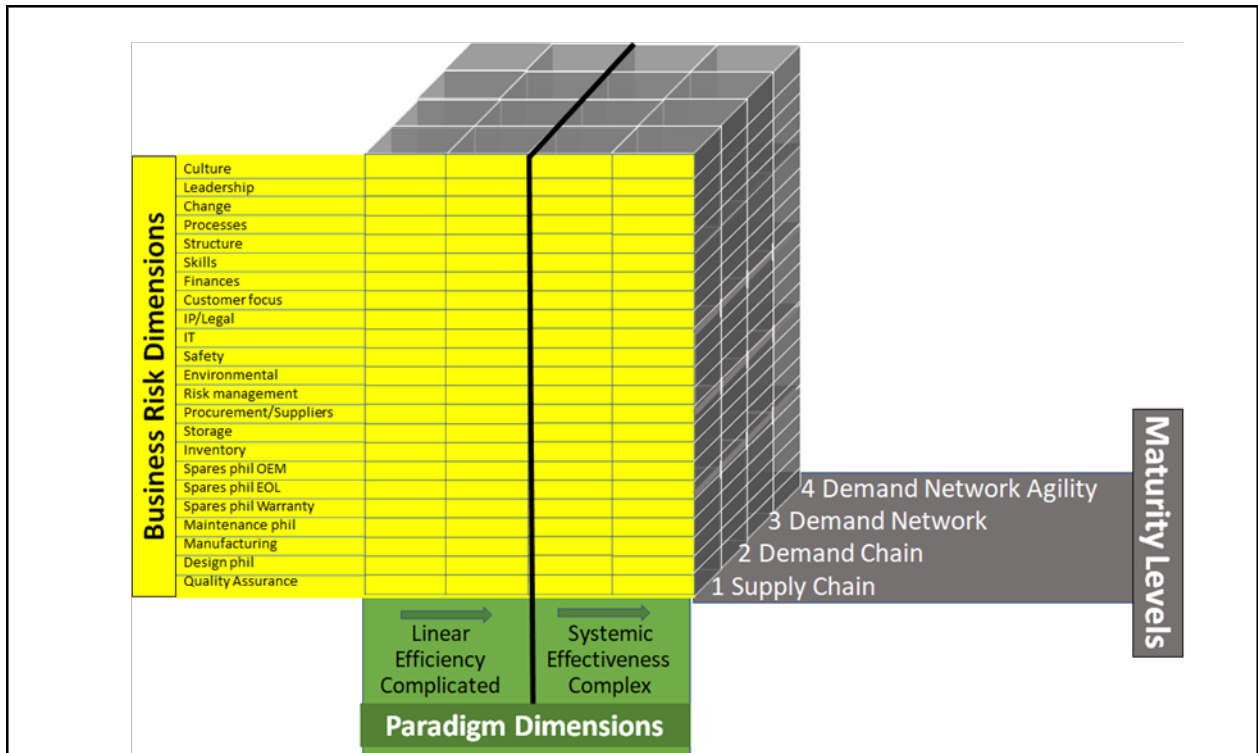 Business Risk Dimensions
Culture
Leadership
Change
Processes
Structure
Skills
Finances
Customer focus
IP/Legal
IT
Safety
Environmental
Risk management
Procurement/Suppliers
Storage
Inventory
Spares phil OEM
Spares phil EOL
Spares phil Warranty
Maintenance phil
Manufacturing
Design phil
Quality Assurance
4 Demand Network Agility
3 Demand Network
2 Demand Chain
1 Supply Chain
Maturity Levels
Linear
Efficiency
Complicated
Systemic
Effectiveness
Complex
Paradigm Dimensions